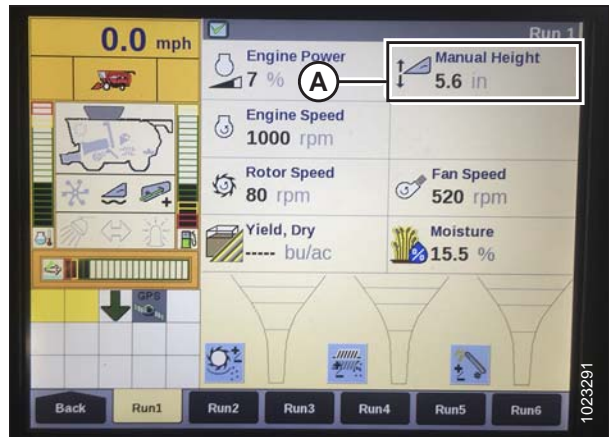 0.0 mph
Run 1
Engine Power
7 %
A
Manual Height
5.6 in
Engine Speed
1000 rpm
Rotor Speed
80 rpm
Fan Speed
520 rpm
Yield, Dry
----- bu/ac
Moisture
15.5 %
GPS
Back
Run1
Run2
Run3
Run4
Run5
Run6
1023291